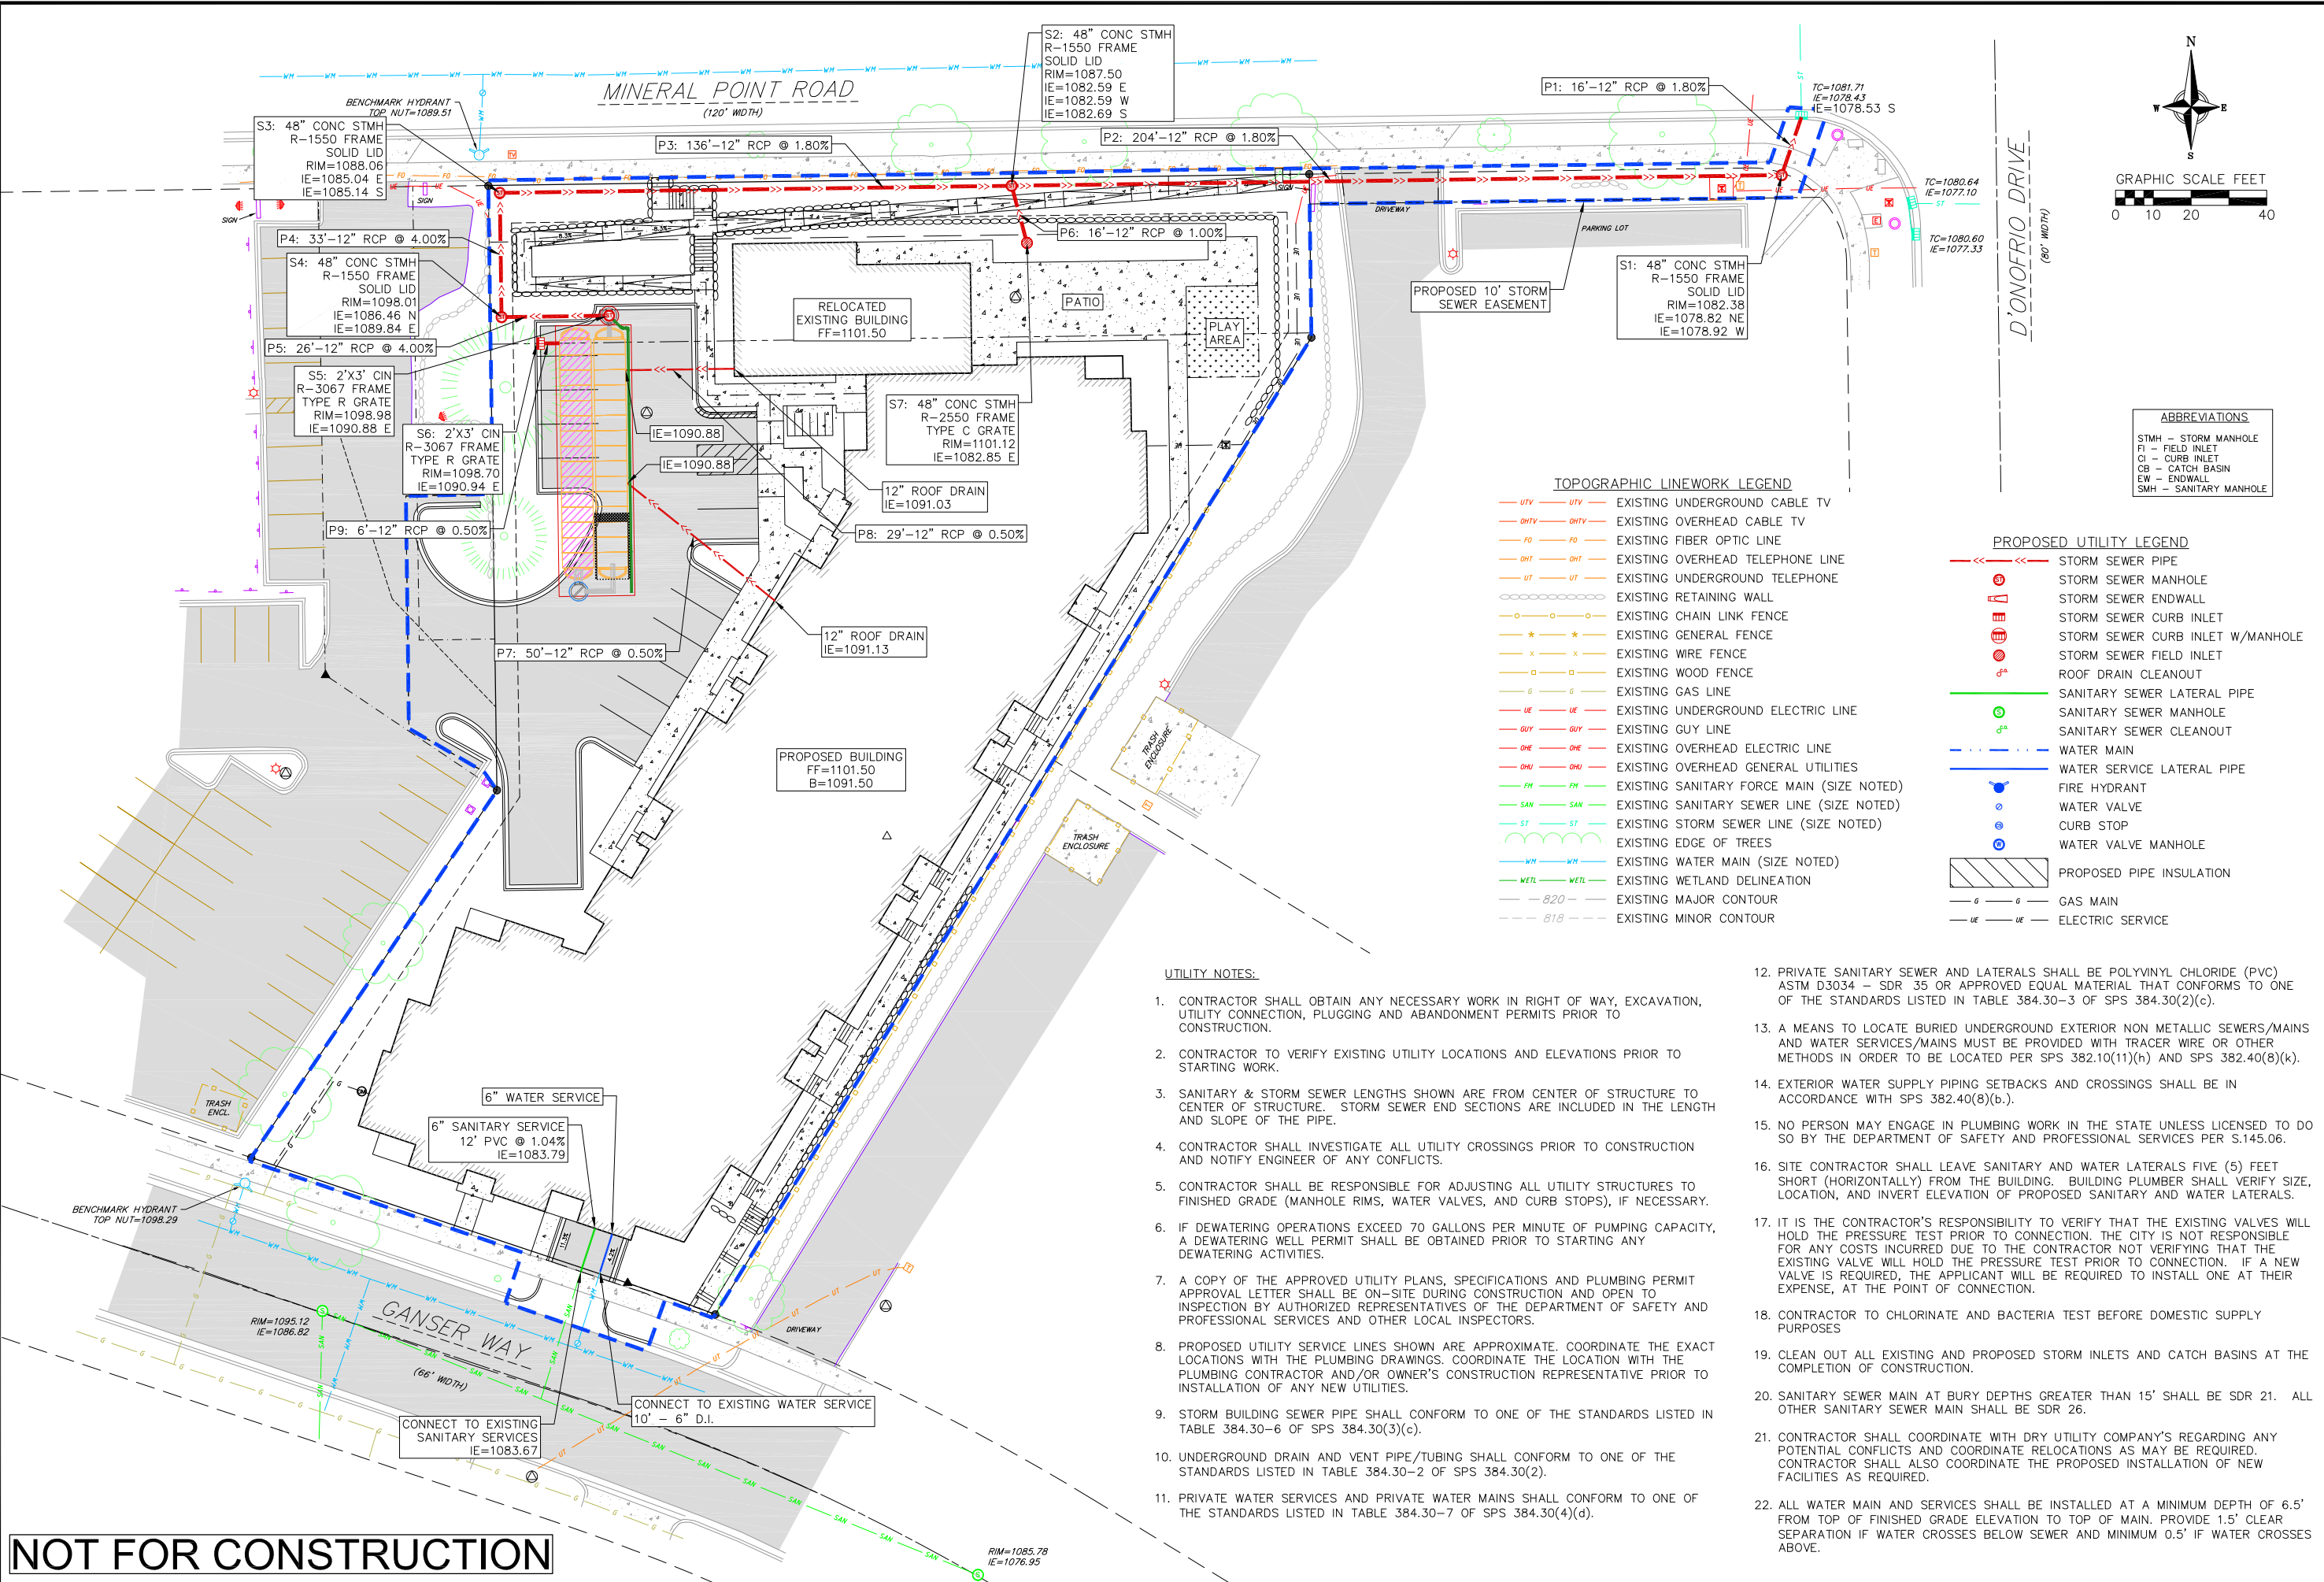 S2: 48" CONC STMH
R-1550 FRAME
SOLID LID
RIM=1087.50
IE=1082.59 E
IE=1082.59 W
IE=1082.69 S
MINERAL POINT ROAD
(120' WIDTH)
BENCHMARK HYDRANT
TOP NUT=1089.51
S3: 48" CONC STMH
R-1550 FRAME
SOLID LID
RIM=1088.06
IE=1085.04 E
IE=1085.14 S
P3: 136'-12" RCP @ 1.80%
P2: 204'-12" RCP @ 1.80%
P1: 16'-12" RCP @ 1.80%
TC=1081.71
IE=1078.43
IE=1078.53 S
N
W
E
S
GRAPHIC SCALE FEET
0 10 20 40
D'ONOFRIO DRIVE
(80' WIDTH)
TC=1080.64
IE=1077.10
TC=1080.60
IE=1077.33
SIGN
SIGN
SIGN
DRIVEWAY
PARKING LOT
P4: 33'-12" RCP @ 4.00%
P6: 16'-12" RCP @ 1.00%
S4: 48" CONC STMH
R-1550 FRAME
SOLID LID
RIM=1098.01
IE=1086.46 N
IE=1089.84 E
PROPOSED 10' STORM
SEWER EASEMENT
S1: 48" CONC STMH
R-1550 FRAME
SOLID LID
RIM=1082.38
IE=1078.82 NE
IE=1078.92 W
RELOCATED
EXISTING BUILDING
FF=1101.50
PATIO
PLAY
AREA
P5: 26'-12" RCP @ 4.00%
S5: 2'X3' CIN
R-3067 FRAME
TYPE R GRATE
RIM=1098.98
IE=1090.88 E
S6: 2'X3' CIN
R-3067 FRAME
TYPE R GRATE
RIM=1098.70
IE=1090.94 E
IE=1090.88
IE=1090.88
S7: 48" CONC STMH
R-2550 FRAME
TYPE C GRATE
RIM=1101.12
IE=1082.85 E
12" ROOF DRAIN
IE=1091.03
P9: 6'-12" RCP @ 0.50%
P8: 29'-12" RCP @ 0.50%
P7: 50'-12" RCP @ 0.50%
12" ROOF DRAIN
IE=1091.13
PROPOSED BUILDING
FF=1101.50
B=1091.50
TRASH
ENCLOSURE
TRASH
ENCLOSURE
TRASH
ENCL.
ABBREVIATIONS
STMH - STORM MANHOLE
FI - FIELD INLET
CI - CURB INLET
CB - CATCH BASIN
EW - ENDWALL
SMH - SANITARY MANHOLE
TOPOGRAPHIC LINEWORK LEGEND
UTV UTV EXISTING UNDERGROUND CABLE TV
OHTV OHTV EXISTING OVERHEAD CABLE TV
FO FO EXISTING FIBER OPTIC LINE
OHT OHT EXISTING OVERHEAD TELEPHONE LINE
UT UT EXISTING UNDERGROUND TELEPHONE
EXISTING RETAINING WALL
EXISTING CHAIN LINK FENCE
EXISTING GENERAL FENCE
EXISTING WIRE FENCE
EXISTING WOOD FENCE
G G EXISTING GAS LINE
UE UE EXISTING UNDERGROUND ELECTRIC LINE
GUY GUY EXISTING GUY LINE
OHE OHE EXISTING OVERHEAD ELECTRIC LINE
OHU OHU EXISTING OVERHEAD GENERAL UTILITIES
FM FM EXISTING SANITARY FORCE MAIN (SIZE NOTED)
SAN SAN EXISTING SANITARY SEWER LINE (SIZE NOTED)
ST ST EXISTING STORM SEWER LINE (SIZE NOTED)
EXISTING EDGE OF TREES
WM WM EXISTING WATER MAIN (SIZE NOTED)
WETL WETL EXISTING WETLAND DELINEATION
820 EXISTING MAJOR CONTOUR
818 EXISTING MINOR CONTOUR
PROPOSED UTILITY LEGEND
STORM SEWER PIPE
STORM SEWER MANHOLE
STORM SEWER ENDWALL
STORM SEWER CURB INLET
STORM SEWER CURB INLET W/MANHOLE
STORM SEWER FIELD INLET
ROOF DRAIN CLEANOUT
SANITARY SEWER LATERAL PIPE
SANITARY SEWER MANHOLE
SANITARY SEWER CLEANOUT
WATER MAIN
WATER SERVICE LATERAL PIPE
FIRE HYDRANT
WATER VALVE
CURB STOP
WATER VALVE MANHOLE
PROPOSED PIPE INSULATION
G G GAS MAIN
UE UE ELECTRIC SERVICE
6" WATER SERVICE
6" SANITARY SERVICE
12' PVC @ 1.04%
IE=1083.79
BENCHMARK HYDRANT
TOP NUT=1098.29
RIM=1095.12
IE=1086.82
GANSER WAY
(66' WIDTH)
DRIVEWAY
CONNECT TO EXISTING WATER SERVICE
10' - 6" D.I.
CONNECT TO EXISTING
SANITARY SERVICES
IE=1083.67
RIM=1085.78
IE=1076.95
NOT FOR CONSTRUCTION
UTILITY NOTES:
1. CONTRACTOR SHALL OBTAIN ANY NECESSARY WORK IN RIGHT OF WAY, EXCAVATION,
UTILITY CONNECTION, PLUGGING AND ABANDONMENT PERMITS PRIOR TO
CONSTRUCTION.
2. CONTRACTOR TO VERIFY EXISTING UTILITY LOCATIONS AND ELEVATIONS PRIOR TO
STARTING WORK.
3. SANITARY & STORM SEWER LENGTHS SHOWN ARE FROM CENTER OF STRUCTURE TO
CENTER OF STRUCTURE. STORM SEWER END SECTIONS ARE INCLUDED IN THE LENGTH
AND SLOPE OF THE PIPE.
4. CONTRACTOR SHALL INVESTIGATE ALL UTILITY CROSSINGS PRIOR TO CONSTRUCTION
AND NOTIFY ENGINEER OF ANY CONFLICTS.
5. CONTRACTOR SHALL BE RESPONSIBLE FOR ADJUSTING ALL UTILITY STRUCTURES TO
FINISHED GRADE (MANHOLE RIMS, WATER VALVES, AND CURB STOPS), IF NECESSARY.
6. IF DEWATERING OPERATIONS EXCEED 70 GALLONS PER MINUTE OF PUMPING CAPACITY,
A DEWATERING WELL PERMIT SHALL BE OBTAINED PRIOR TO STARTING ANY
DEWATERING ACTIVITIES.
7. A COPY OF THE APPROVED UTILITY PLANS, SPECIFICATIONS AND PLUMBING PERMIT
APPROVAL LETTER SHALL BE ON-SITE DURING CONSTRUCTION AND OPEN TO
INSPECTION BY AUTHORIZED REPRESENTATIVES OF THE DEPARTMENT OF SAFETY AND
PROFESSIONAL SERVICES AND OTHER LOCAL INSPECTORS.
8. PROPOSED UTILITY SERVICE LINES SHOWN ARE APPROXIMATE. COORDINATE THE EXACT
LOCATIONS WITH THE PLUMBING DRAWINGS. COORDINATE THE LOCATION WITH THE
PLUMBING CONTRACTOR AND/OR OWNER'S CONSTRUCTION REPRESENTATIVE PRIOR TO
INSTALLATION OF ANY NEW UTILITIES.
9. STORM BUILDING SEWER PIPE SHALL CONFORM TO ONE OF THE STANDARDS LISTED IN
TABLE 384.30-6 OF SPS 384.30(3)(c).
10. UNDERGROUND DRAIN AND VENT PIPE/TUBING SHALL CONFORM TO ONE OF THE
STANDARDS LISTED IN TABLE 384.30-2 OF SPS 384.30(2).
11. PRIVATE WATER SERVICES AND PRIVATE WATER MAINS SHALL CONFORM TO ONE OF
THE STANDARDS LISTED IN TABLE 384.30-7 OF SPS 384.30(4)(d).
12. PRIVATE SANITARY SEWER AND LATERALS SHALL BE POLYVINYL CHLORIDE (PVC)
ASTM D3034 - SDR 35 OR APPROVED EQUAL MATERIAL THAT CONFORMS TO ONE
OF THE STANDARDS LISTED IN TABLE 384.30-3 OF SPS 384.30(2)(c).
13. A MEANS TO LOCATE BURIED UNDERGROUND EXTERIOR NON METALLIC SEWERS/MAINS
AND WATER SERVICES/MAINS MUST BE PROVIDED WITH TRACER WIRE OR OTHER
METHODS IN ORDER TO BE LOCATED PER SPS 382.10(11)(h) AND SPS 382.40(8)(k).
14. EXTERIOR WATER SUPPLY PIPING SETBACKS AND CROSSINGS SHALL BE IN
ACCORDANCE WITH SPS 382.40(8)(b.).
15. NO PERSON MAY ENGAGE IN PLUMBING WORK IN THE STATE UNLESS LICENSED TO DO
SO BY THE DEPARTMENT OF SAFETY AND PROFESSIONAL SERVICES PER S.145.06.
16. SITE CONTRACTOR SHALL LEAVE SANITARY AND WATER LATERALS FIVE (5) FEET
SHORT (HORIZONTALLY) FROM THE BUILDING. BUILDING PLUMBER SHALL VERIFY SIZE,
LOCATION, AND INVERT ELEVATION OF PROPOSED SANITARY AND WATER LATERALS.
17. IT IS THE CONTRACTOR'S RESPONSIBILITY TO VERIFY THAT THE EXISTING VALVES WILL
HOLD THE PRESSURE TEST PRIOR TO CONNECTION. THE CITY IS NOT RESPONSIBLE
FOR ANY COSTS INCURRED DUE TO THE CONTRACTOR NOT VERIFYING THAT THE
EXISTING VALVE WILL HOLD THE PRESSURE TEST PRIOR TO CONNECTION. IF A NEW
VALVE IS REQUIRED, THE APPLICANT WILL BE REQUIRED TO INSTALL ONE AT THEIR
EXPENSE, AT THE POINT OF CONNECTION.
18. CONTRACTOR TO CHLORINATE AND BACTERIA TEST BEFORE DOMESTIC SUPPLY
PURPOSES
19. CLEAN OUT ALL EXISTING AND PROPOSED STORM INLETS AND CATCH BASINS AT THE
COMPLETION OF CONSTRUCTION.
20. SANITARY SEWER MAIN AT BURY DEPTHS GREATER THAN 15' SHALL BE SDR 21. ALL
OTHER SANITARY SEWER MAIN SHALL BE SDR 26.
21. CONTRACTOR SHALL COORDINATE WITH DRY UTILITY COMPANY'S REGARDING ANY
POTENTIAL CONFLICTS AND COORDINATE RELOCATIONS AS MAY BE REQUIRED.
CONTRACTOR SHALL ALSO COORDINATE THE PROPOSED INSTALLATION OF NEW
FACILITIES AS REQUIRED.
22. ALL WATER MAIN AND SERVICES SHALL BE INSTALLED AT A MINIMUM DEPTH OF 6.5'
FROM TOP OF FINISHED GRADE ELEVATION TO TOP OF MAIN. PROVIDE 1.5' CLEAR
SEPARATION IF WATER CROSSES BELOW SEWER AND MINIMUM 0.5' IF WATER CROSSES
ABOVE.